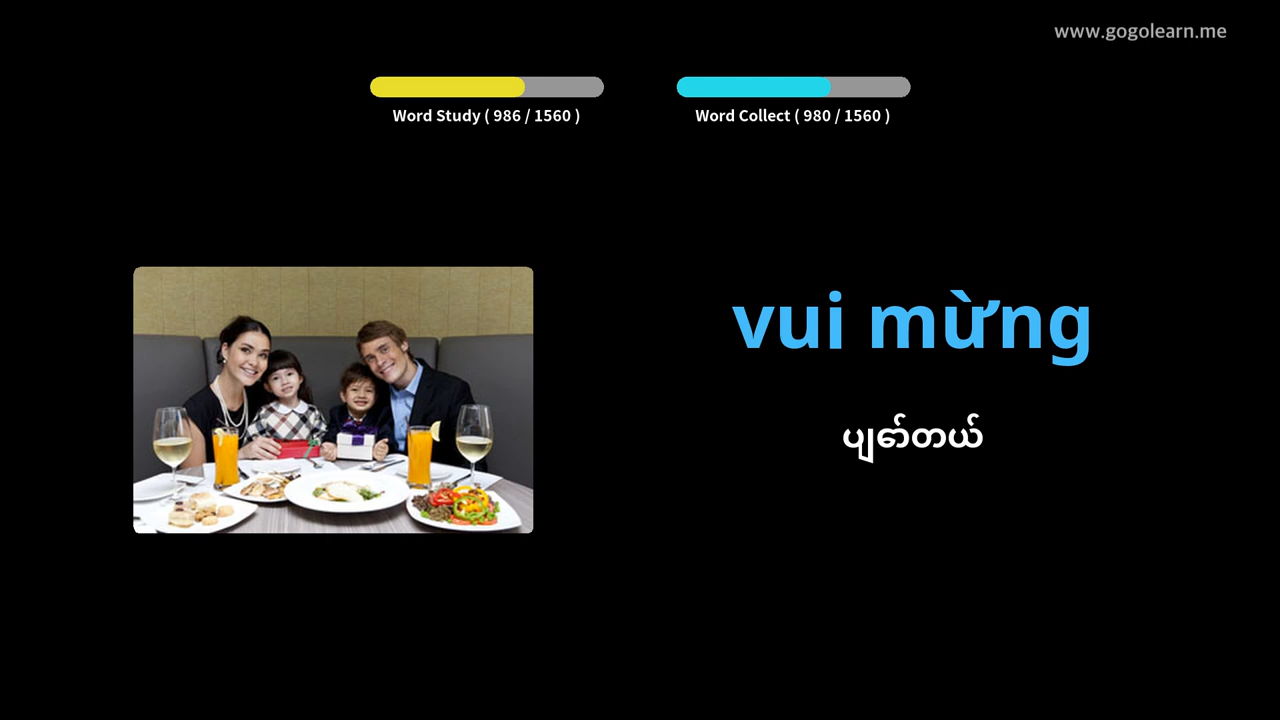 www.gogolearn.me
Word Study ( 986 / 1560 )
Word Collect ( 980 / 1560 )
vui mừng
ပျော်တယ်